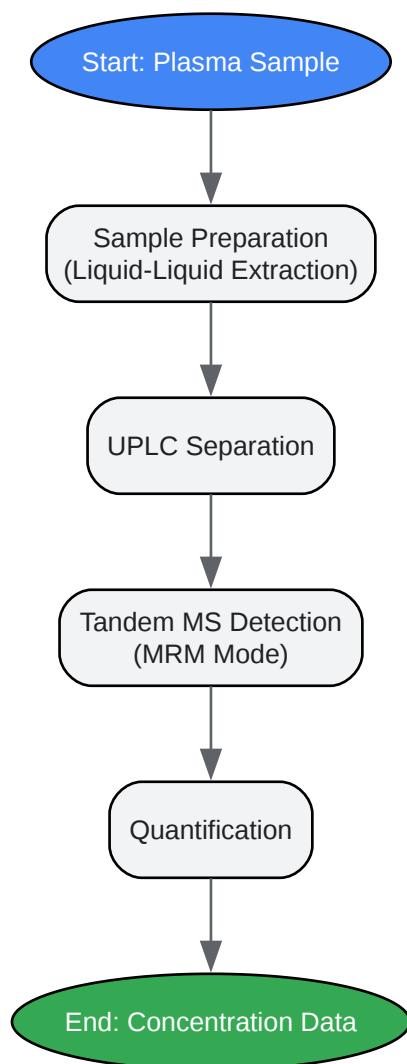 Start: Plasma Sample
Sample Preparation
(Liquid-Liquid Extraction)
UPLC Separation
Tandem MS Detection
(MRM Mode)
Quantification
End: Concentration Data